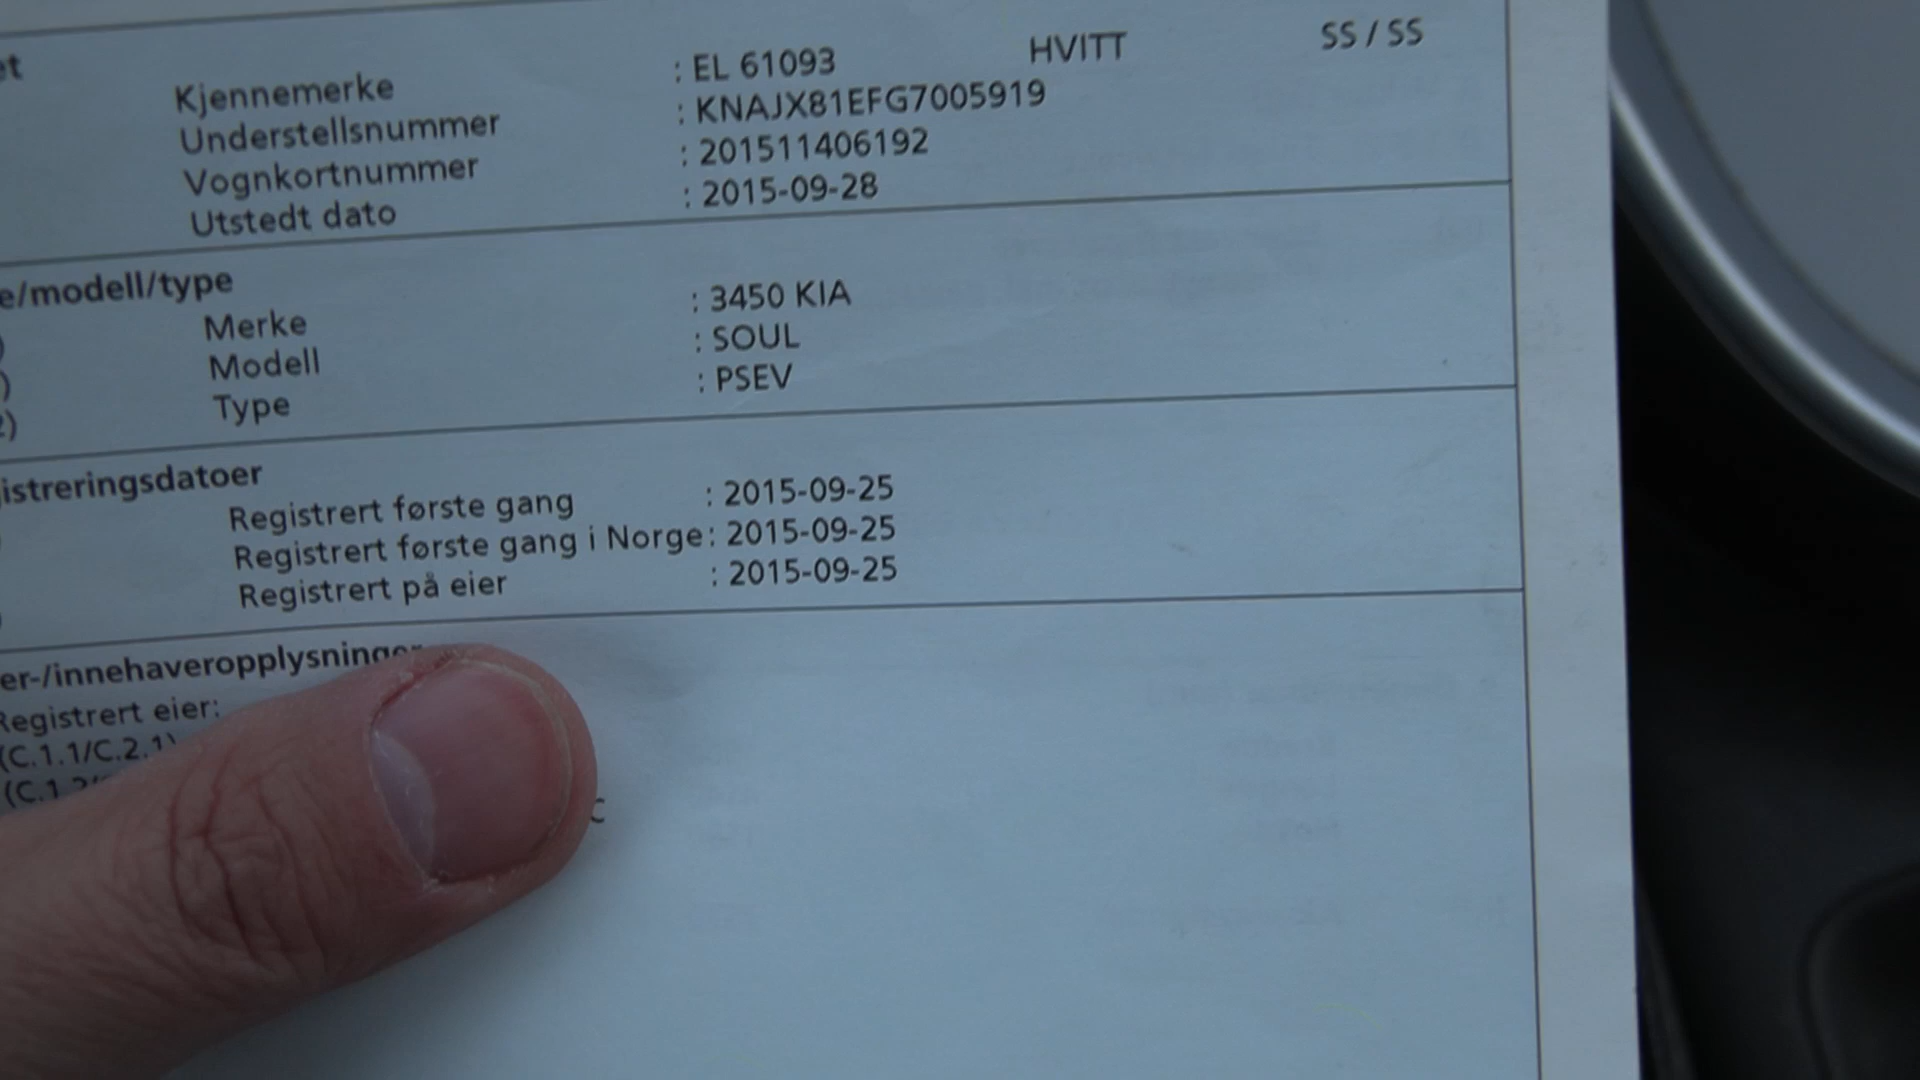 et
Kjennemerke : EL 61093 HVITT SS / SS
Understellsnummer : KNAJX81EFG7005919
Vognkortnummer : 201511406192
Utstedt dato : 2015-09-28
e/modell/type
Merke : 3450 KIA
Modell : SOUL
Type : PSEV
istreringsdatoer
Registrert første gang : 2015-09-25
Registrert første gang i Norge : 2015-09-25
Registrert på eier : 2015-09-25
er-/innehaveropplysninger
Registrert eier:
(C.1.1/C.2.1)
(C.1